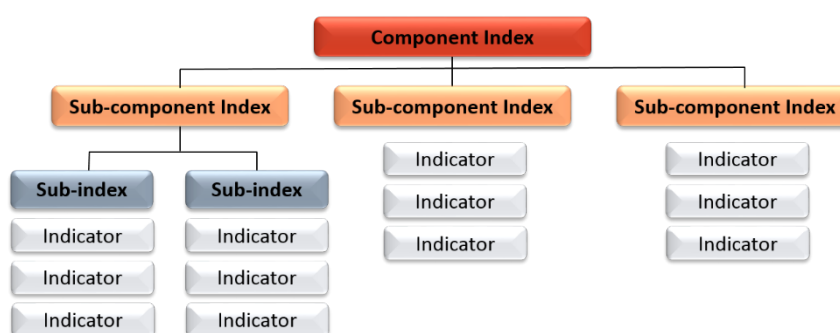 Component Index
Sub-component Index
Sub-component Index
Sub-component Index
Sub-index
Sub-index
Indicator
Indicator
Indicator
Indicator
Indicator
Indicator
Indicator
Indicator
Indicator
Indicator
Indicator
Indicator